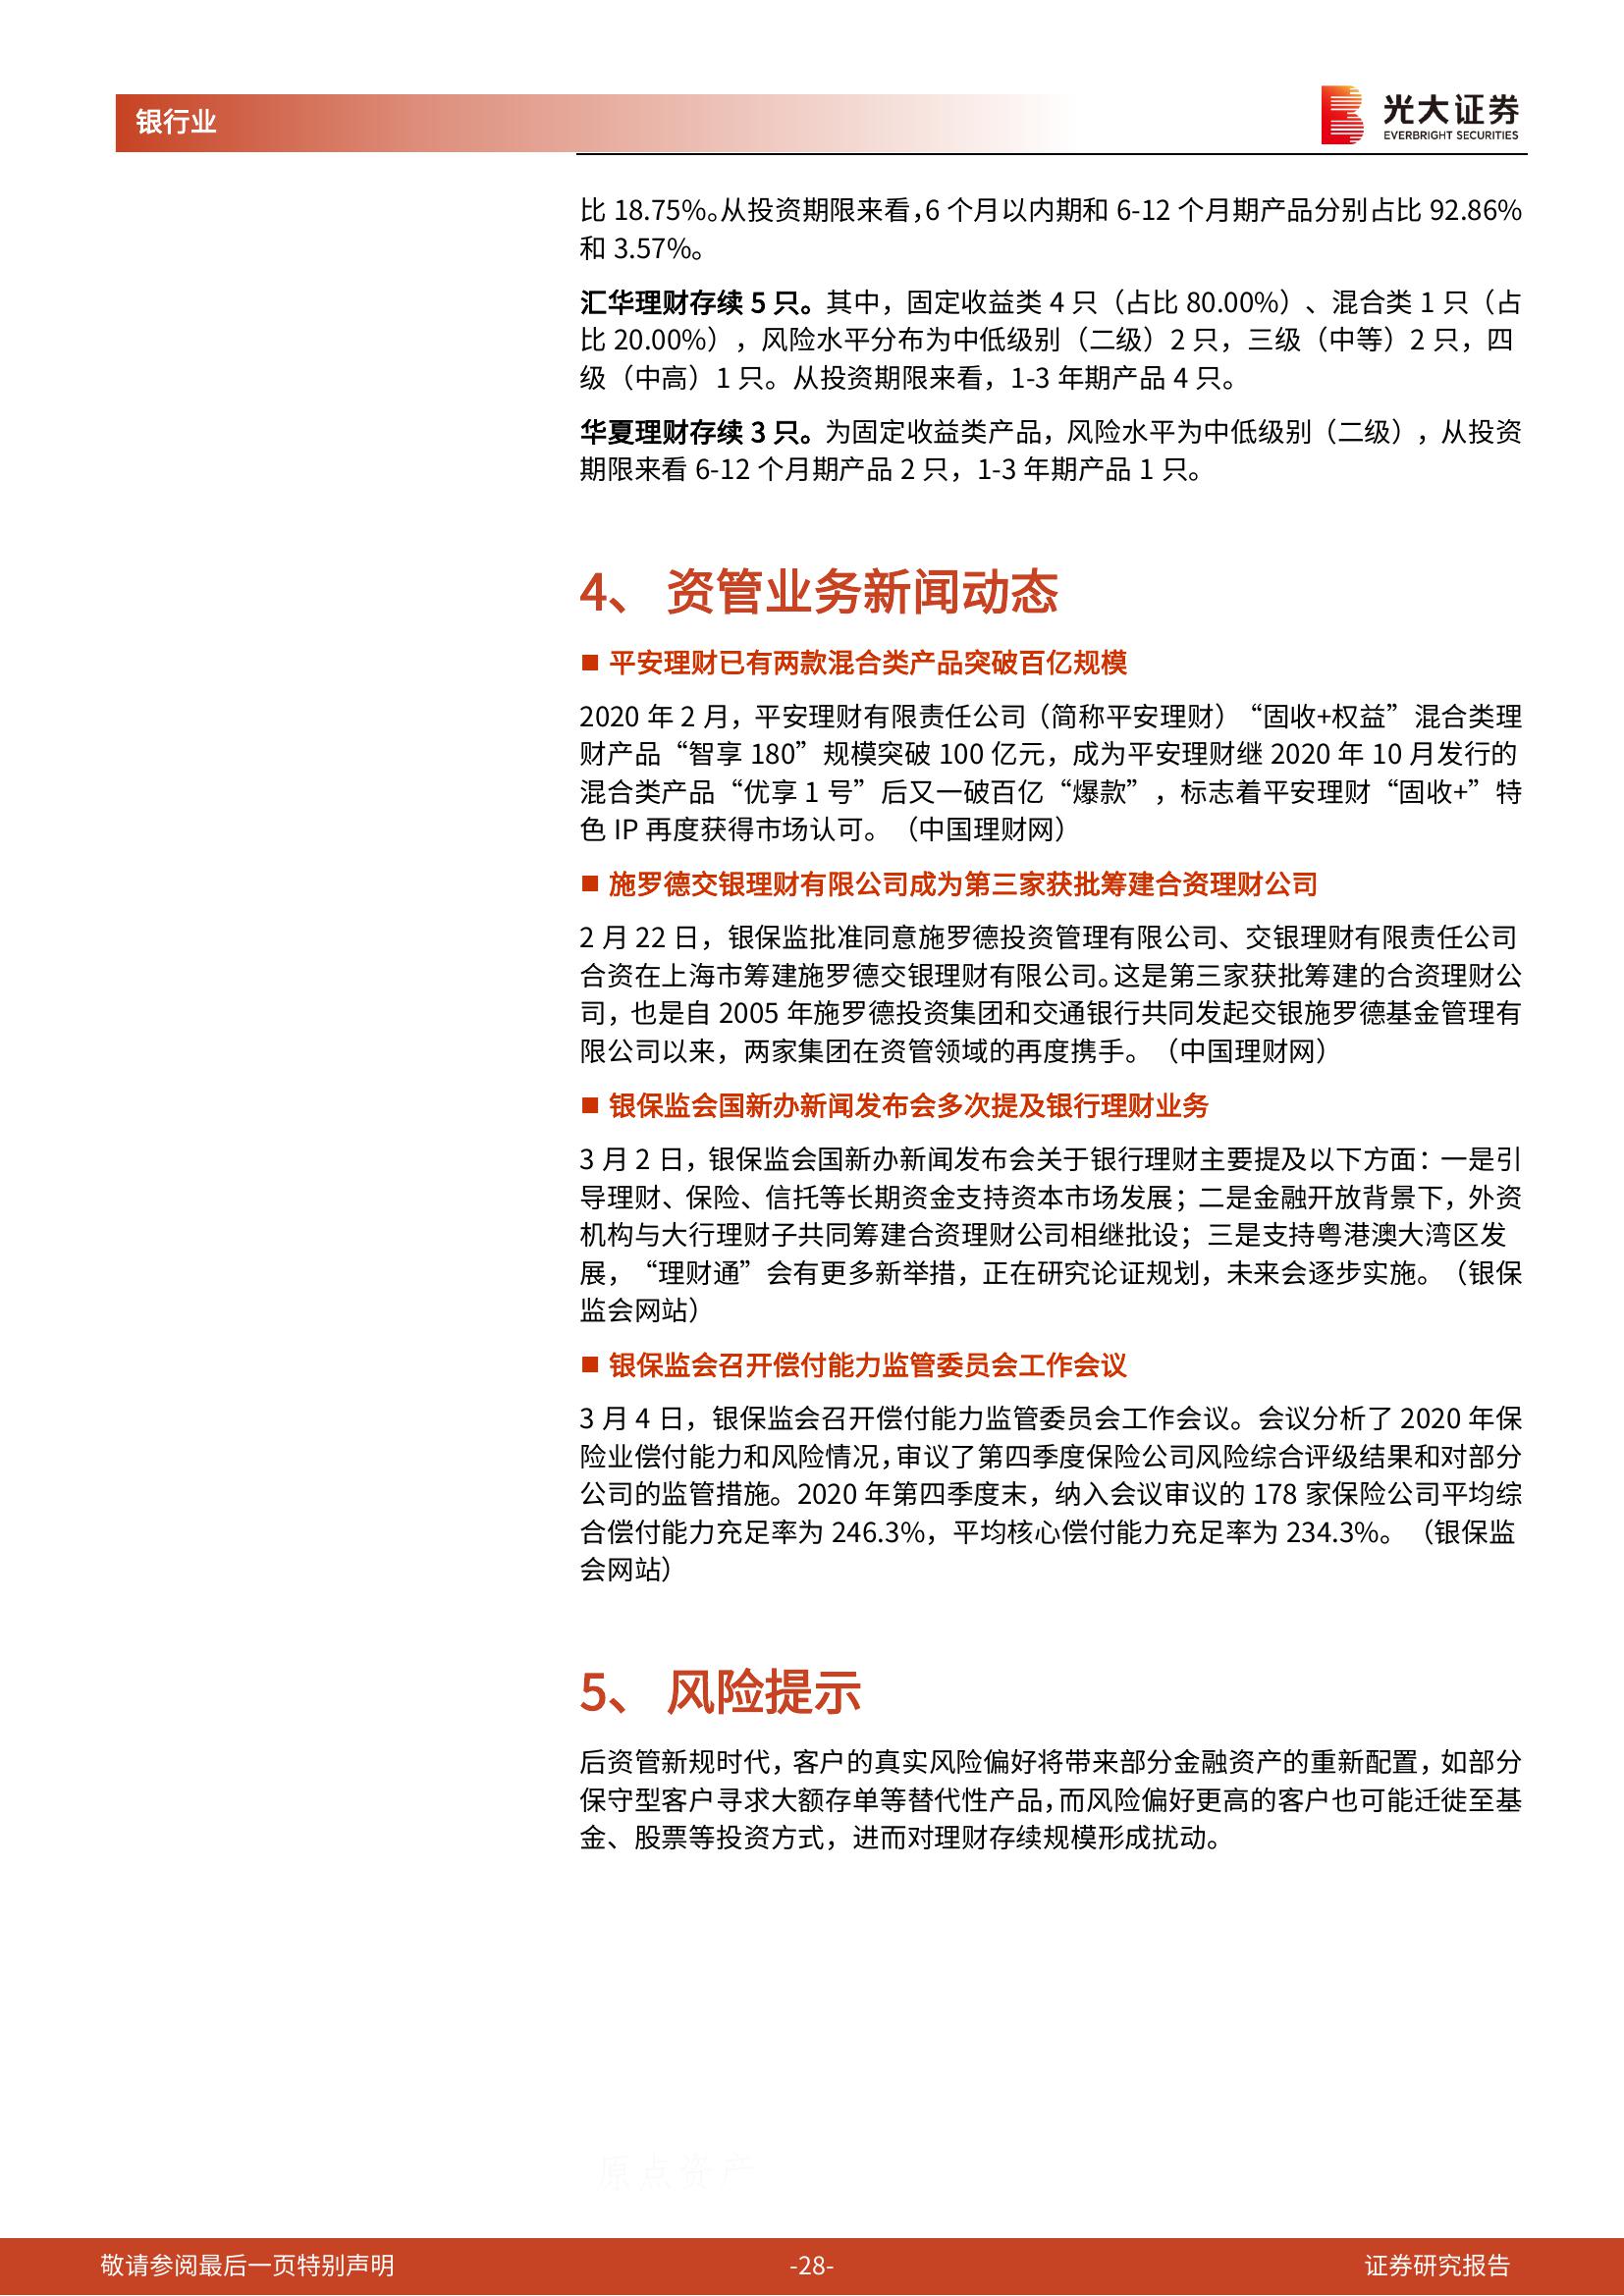 银行业
光大证券
EVERBRIGHT SECURITIES
比 18.75%。从投资期限来看，6 个月以内期和 6-12 个月期产品分别占比 92.86%
和 3.57%。
汇华理财存续 5 只。其中，固定收益类 4 只（占比 80.00%）、混合类 1 只（占
比 20.00%），风险水平分布为中低级别（二级）2 只，三级（中等）2 只，四
级（中高）1 只。从投资期限来看，1-3 年期产品 4 只。
华夏理财存续 3 只。为固定收益类产品，风险水平为中低级别（二级），从投资
期限来看 6-12 个月期产品 2 只，1-3 年期产品 1 只。
4、 资管业务新闻动态
■ 平安理财已有两款混合类产品突破百亿规模
2020 年 2 月，平安理财有限责任公司（简称平安理财）“固收+权益”混合类理
财产品“智享 180”规模突破 100 亿元，成为平安理财继 2020 年 10 月发行的
混合类产品“优享 1 号”后又一破百亿“爆款”，标志着平安理财“固收+”特
色 IP 再度获得市场认可。（中国理财网）
■ 施罗德交银理财有限公司成为第三家获批筹建合资理财公司
2 月 22 日，银保监批准同意施罗德投资管理有限公司、交银理财有限责任公司
合资在上海市筹建施罗德交银理财有限公司。这是第三家获批筹建的合资理财公
司，也是自 2005 年施罗德投资集团和交通银行共同发起交银施罗德基金管理有
限公司以来，两家集团在资管领域的再度携手。（中国理财网）
■ 银保监会国新办新闻发布会多次提及银行理财业务
3 月 2 日，银保监会国新办新闻发布会关于银行理财主要提及以下方面：一是引
导理财、保险、信托等长期资金支持资本市场发展；二是金融开放背景下，外资
机构与大行理财子共同筹建合资理财公司相继批设；三是支持粤港澳大湾区发
展，“理财通”会有更多新举措，正在研究论证规划，未来会逐步实施。（银保
监会网站）
■ 银保监会召开偿付能力监管委员会工作会议
3 月 4 日，银保监会召开偿付能力监管委员会工作会议。会议分析了 2020 年保
险业偿付能力和风险情况，审议了第四季度保险公司风险综合评级结果和对部分
公司的监管措施。2020 年第四季度末，纳入会议审议的 178 家保险公司平均综
合偿付能力充足率为 246.3%，平均核心偿付能力充足率为 234.3%。（银保监
会网站）
5、 风险提示
后资管新规时代，客户的真实风险偏好将带来部分金融资产的重新配置，如部分
保守型客户寻求大额存单等替代性产品，而风险偏好更高的客户也可能迁徙至基
金、股票等投资方式，进而对理财存续规模形成扰动。
原点资产
敬请参阅最后一页特别声明
-28-
证券研究报告